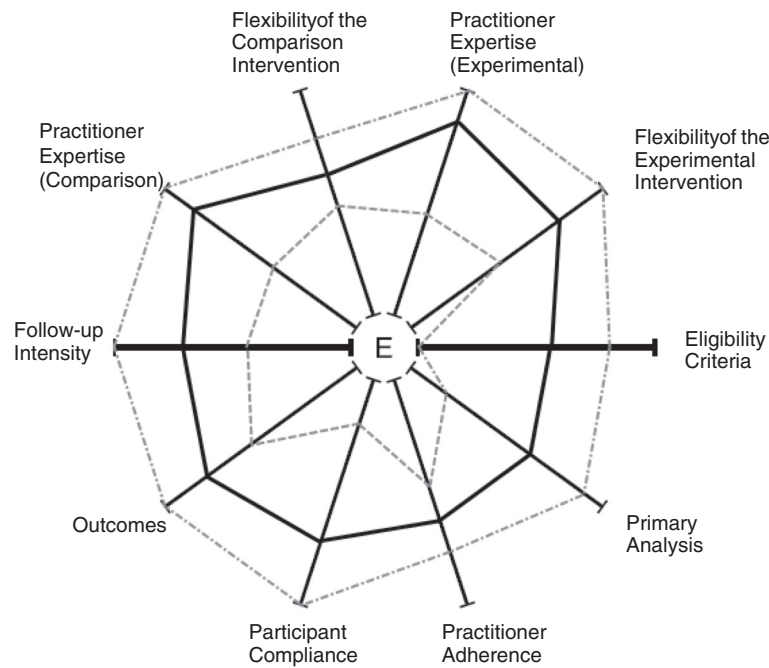 Flexibilityof the
Comparison
Intervention
Practitioner
Expertise
(Experimental)
Practitioner
Expertise
(Comparison)
Flexibilityof the
Experimental
Intervention
Follow-up
Intensity
E
Eligibility
Criteria
Outcomes
Primary
Analysis
Participant
Compliance
Practitioner
Adherence